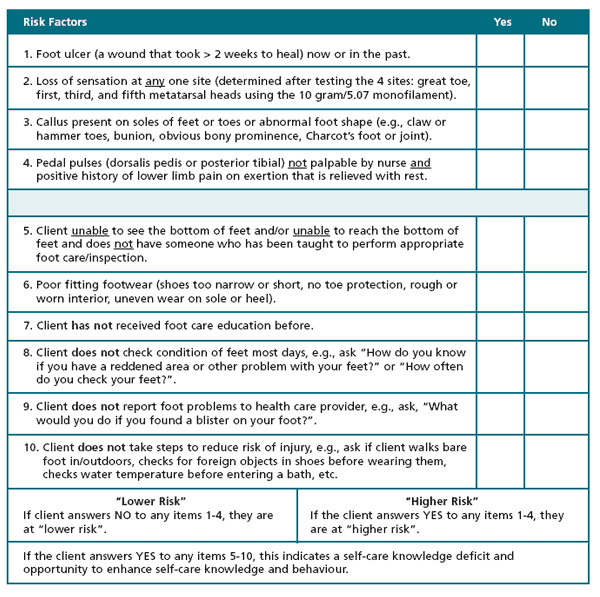 Risk Factors Yes No
1. Foot ulcer (a wound that took > 2 weeks to heal) now or in the past.
2. Loss of sensation at any one site (determined after testing the 4 sites: great toe,
first, third, and fifth metatarsal heads using the 10 gram/5.07 monofilament).
3. Callus present on soles of feet or toes or abnormal foot shape (e.g., claw or
hammer toes, bunion, obvious bony prominence, Charcot's foot or joint).
4. Pedal pulses (dorsalis pedis or posterior tibial) not palpable by nurse and
positive history of lower limb pain on exertion that is relieved with rest.
5. Client unable to see the bottom of feet and/or unable to reach the bottom of
feet and does not have someone who has been taught to perform appropriate
foot care/inspection.
6. Poor fitting footwear (shoes too narrow or short, no toe protection, rough or
worn interior, uneven wear on sole or heel).
7. Client has not received foot care education before.
8. Client does not check condition of feet most days, e.g., ask “How do you know
if you have a reddened area or other problem with your feet?” or “How often
do you check your feet?”.
9. Client does not report foot problems to health care provider, e.g., ask, “What
would you do if you found a blister on your foot?”.
10. Client does not take steps to reduce risk of injury, e.g., ask if client walks bare
foot in/outdoors, checks for foreign objects in shoes before wearing them,
checks water temperature before entering a bath, etc.
“Lower Risk”
If client answers NO to any items 1-4, they are
at “lower risk”.
“Higher Risk”
If the client answers YES to any items 1-4, they
are at “higher risk”.
If the client answers YES to any items 5-10, this indicates a self-care knowledge deficit and
opportunity to enhance self-care knowledge and behaviour.